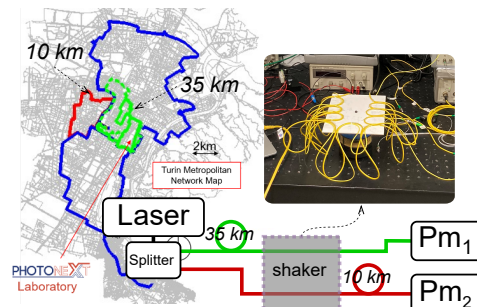 10 km
35 km
2km
Turin Metropolitan
Network Map
Laser
Splitter
PHOTONEXT
Laboratory
35 km
shaker
10 km
Pm1
Pm2